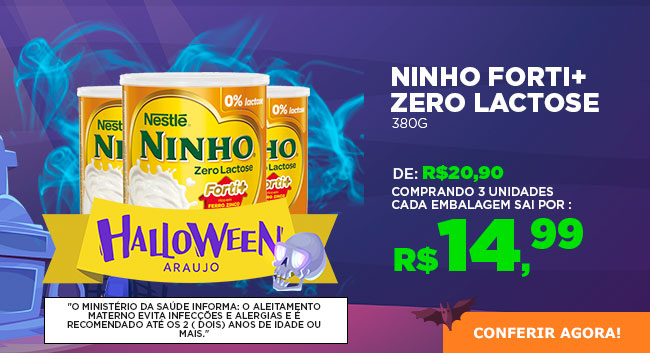 NINHO FORTI+
ZERO LACTOSE
380G
DE: R$20,90
COMPRANDO 3 UNIDADES
CADA EMBALAGEM SAI POR :
R$14,99
0% lactose
Nestlé
NINHO
Zero Lactose
Forti+
FERRO ZINCO
HALLOWEEN
ARAUJO
"O MINISTÉRIO DA SAÚDE INFORMA: O ALEITAMENTO
MATERNO EVITA INFECÇÕES E ALERGIAS E É
RECOMENDADO ATÉ OS 2 ( DOIS) ANOS DE IDADE OU
MAIS."
CONFERIR AGORA!